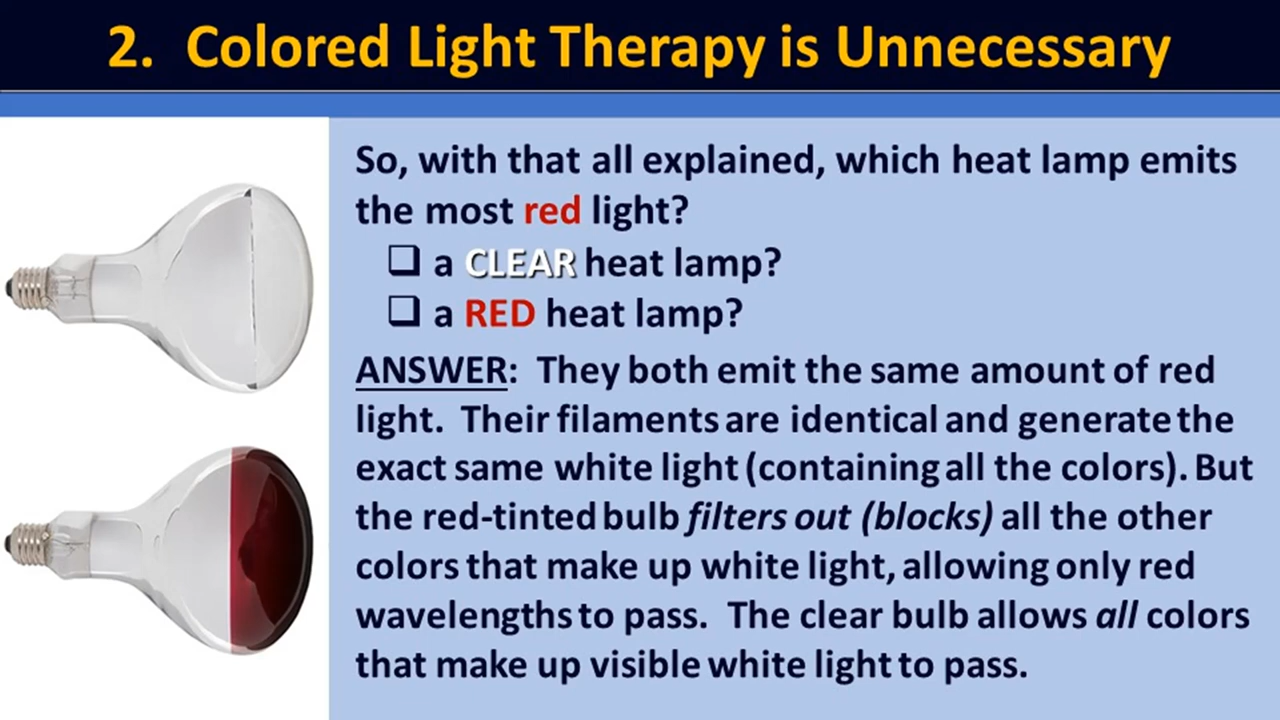 2. Colored Light Therapy is Unnecessary
So, with that all explained, which heat lamp emits
the most red light?
❑ a CLEAR heat lamp?
❑ a RED heat lamp?
ANSWER: They both emit the same amount of red
light. Their filaments are identical and generate the
exact same white light (containing all the colors). But
the red-tinted bulb filters out (blocks) all the other
colors that make up white light, allowing only red
wavelengths to pass. The clear bulb allows all colors
that make up visible white light to pass.